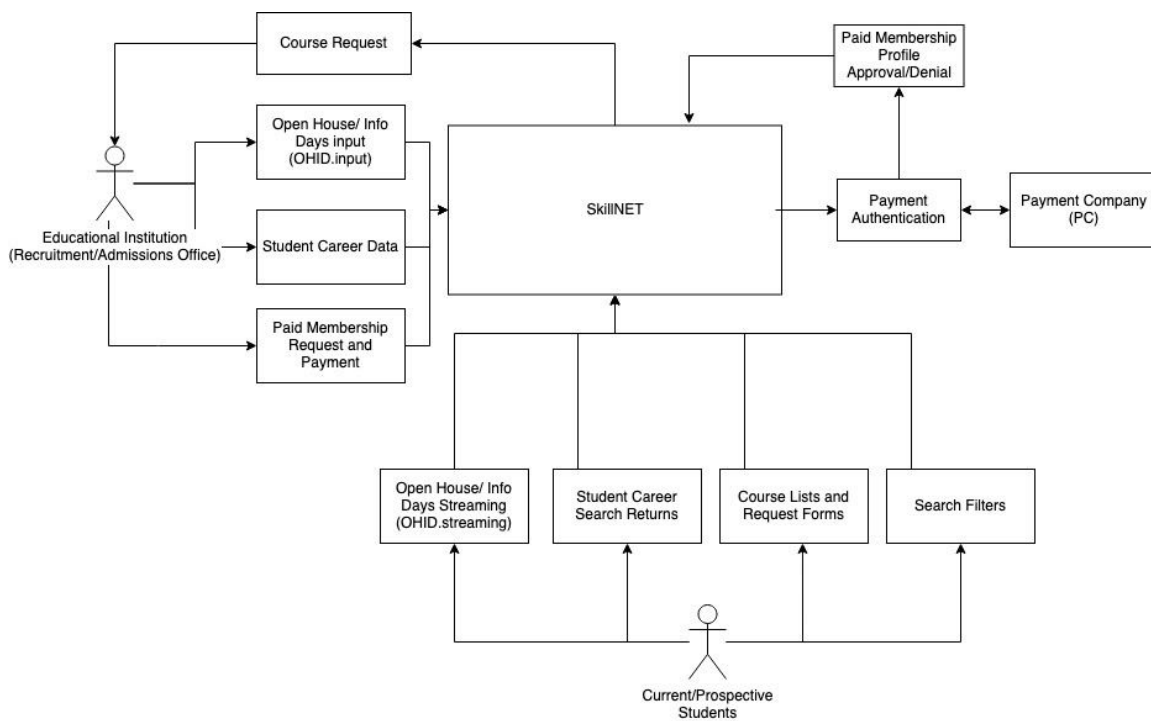 Course Request
Paid Membership
Profile
Approval/Denial
Open House/ Info
Days input
(OHID.input)
SkillNET
Payment
Authentication
Payment Company
(PC)
Educational Institution
(Recruitment/Admissions Office)
Student Career Data
Paid Membership
Request and
Payment
Open House/ Info
Days Streaming
(OHID.streaming)
Student Career
Search Returns
Course Lists and
Request Forms
Search Filters
Current/Prospective
Students